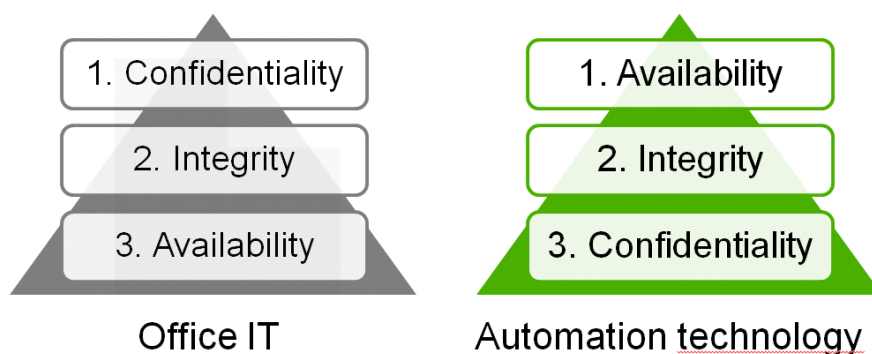 1. Confidentiality
2. Integrity
3. Availability
Office IT
1. Availability
2. Integrity
3. Confidentiality
Automation technology